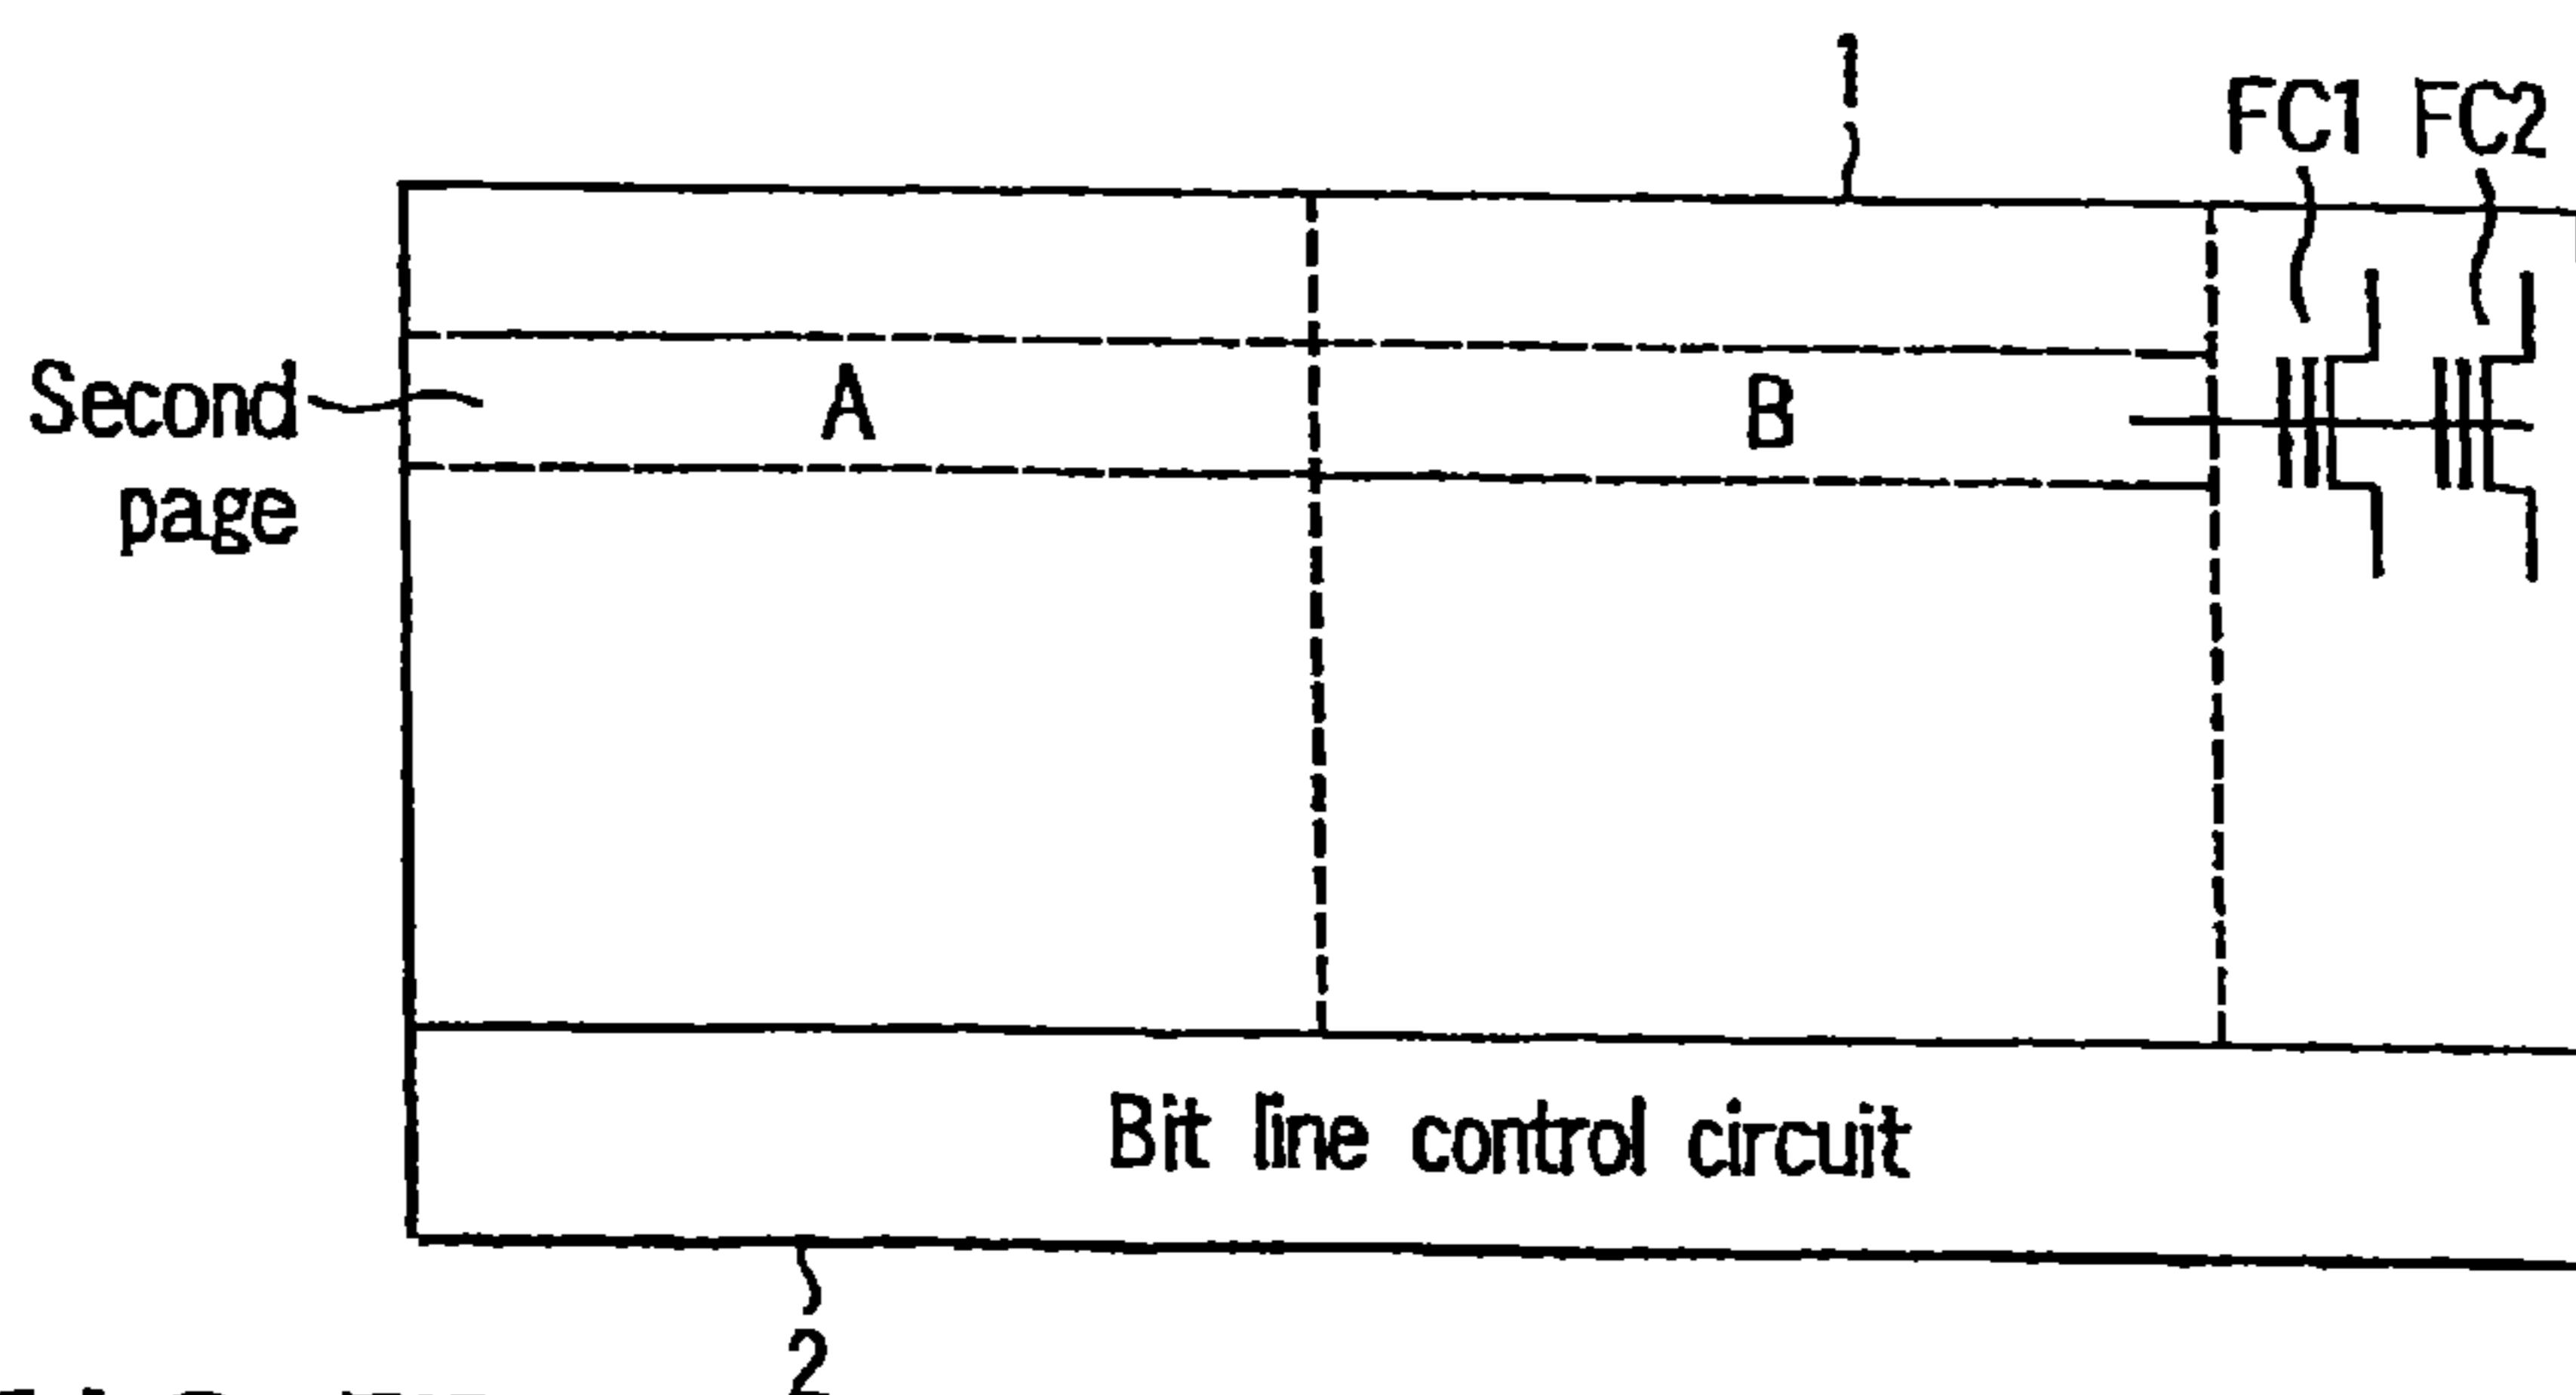 1
FC1 FC2
Second
page
A
B
Bit line control circuit
2